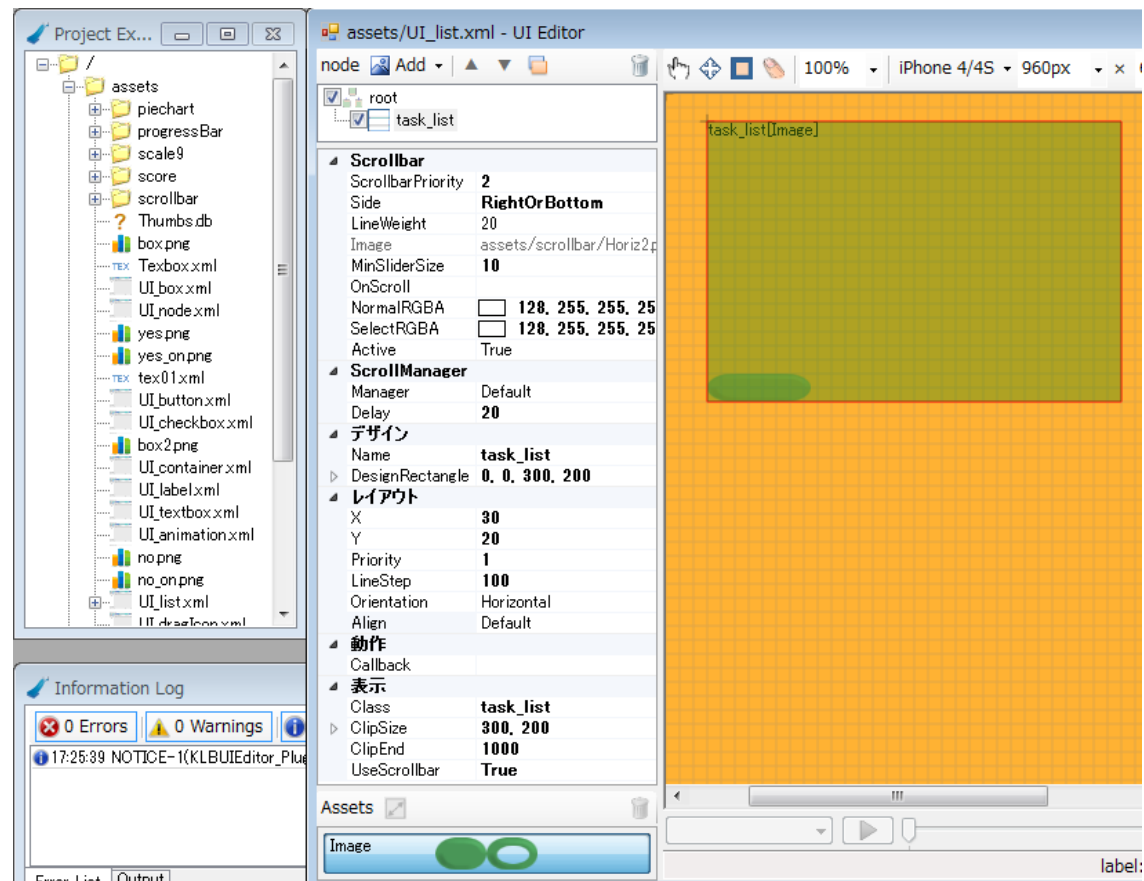 Project Ex...
/
assets
piechart
progressBar
scale9
score
scrollbar
Thumbs.db
box.png
TEX Texbox.xml
UI_box.xml
UI_node.xml
yes.png
yes_on.png
TEX tex01.xml
UI_button.xml
UI_checkbox.xml
box2.png
UI_container.xml
UI_label.xml
UI_textbox.xml
UI_animation.xml
no.png
no_on.png
UI_list.xml
UI_dragIcon.xml
Information Log
0 Errors 0 Warnings
17:25:39 NOTICE-1(KLBUIEditor_Plu
Error List Output
assets/UI_list.xml - UI Editor
node Add
100% iPhone 4/4S 960px ×
root
task_list
Scrollbar
ScrollbarPriority 2
Side RightOrBottom
LineWeight 20
Image assets/scrollbar/Horiz2.p
MinSliderSize 10
OnScroll
NormalRGBA 128, 255, 255, 25
SelectRGBA 128, 255, 255, 25
Active True
ScrollManager
Manager Default
Delay 20
デザイン
Name task_list
DesignRectangle 0, 0, 300, 200
レイアウト
X 30
Y 20
Priority 1
LineStep 100
Orientation Horizontal
Align Default
動作
Callback
表示
Class task_list
ClipSize 300, 200
ClipEnd 1000
UseScrollbar True
Assets
Image
task_list[Image]
label: